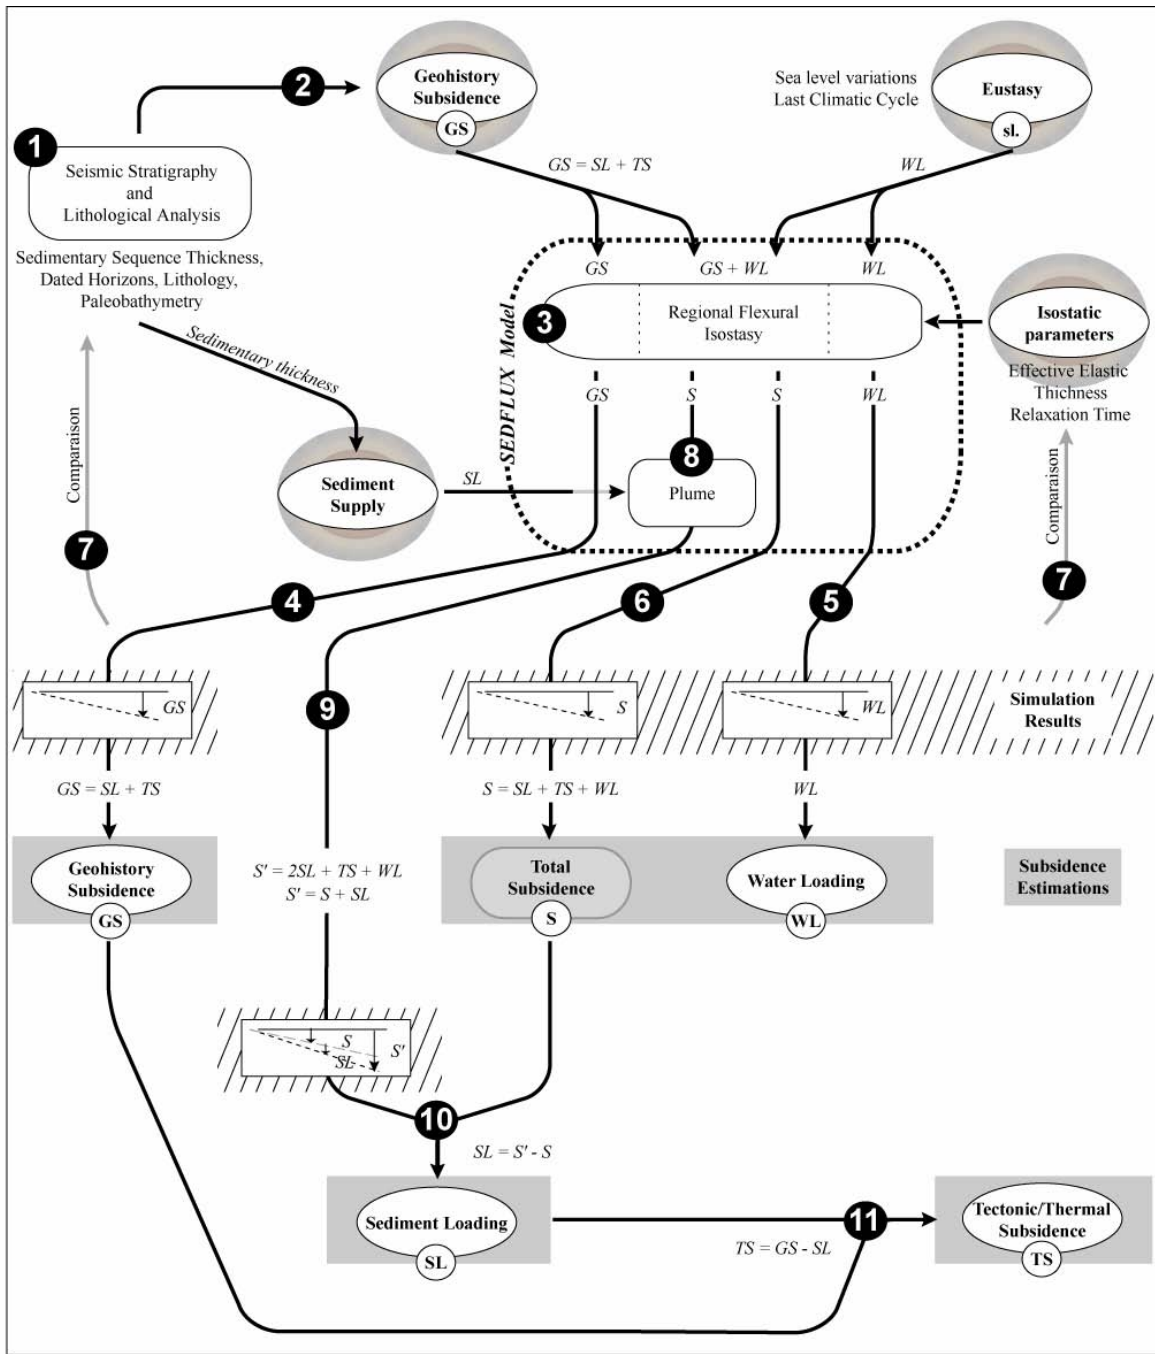 2
Geohistory
Subsidence
GS
Sea level variations
Last Climatic Cycle
Eustasy
sl.
1
Seismic Stratigraphy
and
Lithological Analysis
GS = SL + TS
WL
Sedimentary Sequence Thickness,
Dated Horizons, Lithology,
Paleobathymetry
GS
GS + WL
WL
SEDFLUX Model
3
Regional Flexural
Isostasy
Isostatic
parameters
Effective Elastic
Thichness
Relaxation Time
Sedimentary thickness
GS
S
S
WL
Comparaison
8
Plume
Sediment
Supply
SL
Comparaison
7
7
4
6
5
9
GS
S
WL
Simulation
Results
GS = SL + TS
S = SL + TS + WL
WL
Geohistory
Subsidence
GS
S' = 2SL + TS + WL
S' = S + SL
Total
Subsidence
S
Water Loading
WL
Subsidence
Estimations
S
SL
S'
10
SL = S' - S
Sediment Loading
SL
11
TS = GS - SL
Tectonic/Thermal
Subsidence
TS